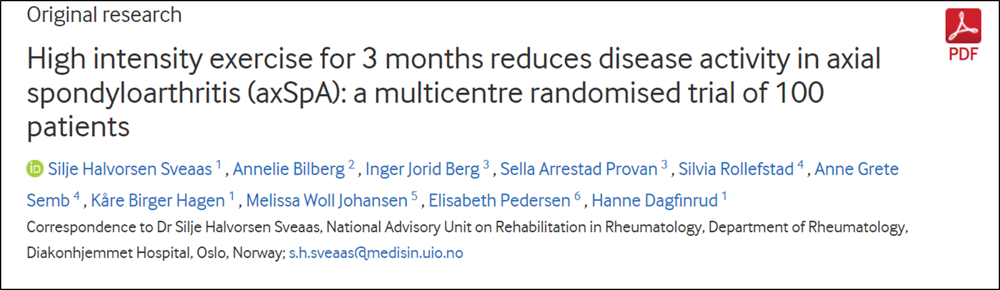 Original research
PDF
High intensity exercise for 3 months reduces disease activity in axial
spondyloarthritis (axSpA): a multicentre randomised trial of 100
patients
iD Silje Halvorsen Sveaas 1 , Annelie Bilberg 2 , Inger Jorid Berg 3 , Sella Arrestad Provan 3 , Silvia Rollefstad 4 , Anne Grete
Semb 4 , Kåre Birger Hagen 1 , Melissa Woll Johansen 5 , Elisabeth Pedersen 6 , Hanne Dagfinrud 1
Correspondence to Dr Silje Halvorsen Sveaas, National Advisory Unit on Rehabilitation in Rheumatology, Department of Rheumatology,
Diakonhjemmet Hospital, Oslo, Norway; s.h.sveaas@medisin.uio.no